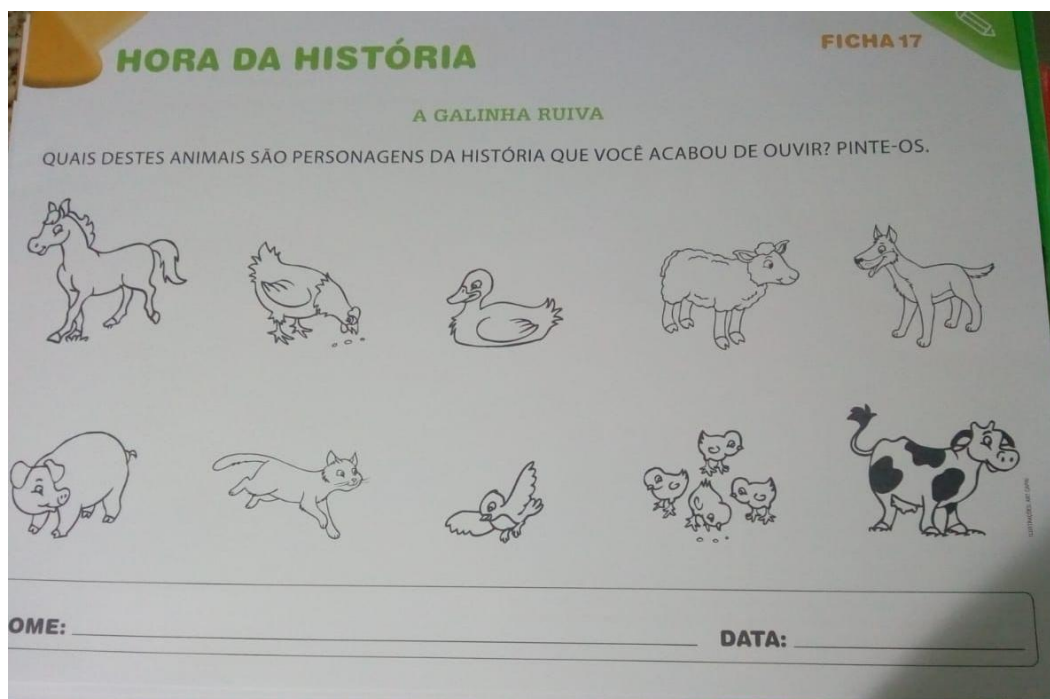 HORA DA HISTÓRIA
FICHA 17
A GALINHA RUIVA
QUAIS DESTES ANIMAIS SÃO PERSONAGENS DA HISTÓRIA QUE VOCÊ ACABOU DE OUVIR? PINTE-OS.
OME:
DATA: